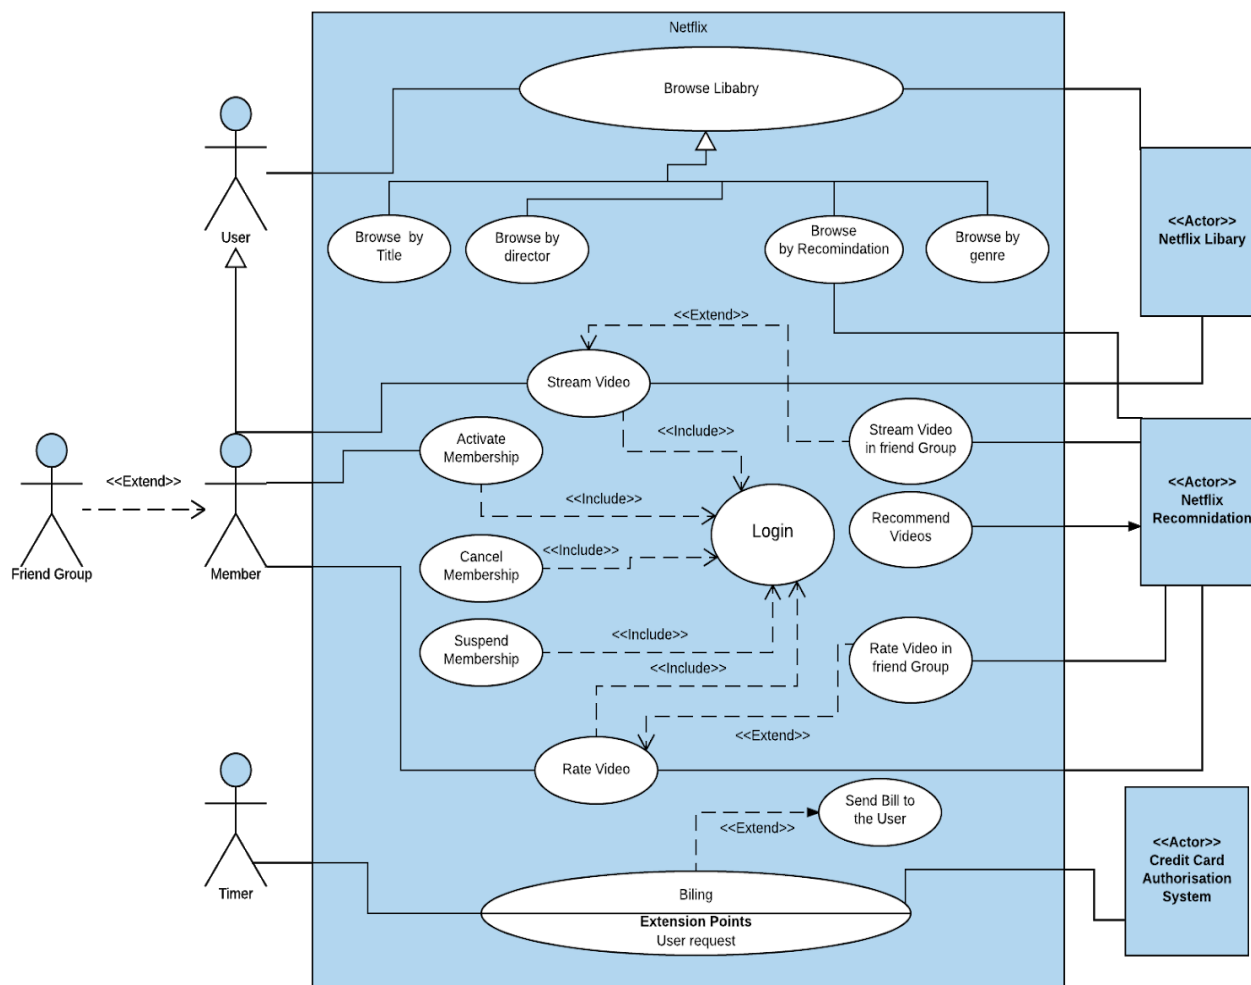 Netflix
Browse Libabry
User
Browse  by
Title
Browse by
director
Browse
by Recomindation
Browse by
genre
<<Actor>>
Netflix Libary
<<Extend>>
Stream Video
<<Include>>
Activate
Membership
Stream Video
in friend Group
<<Extend>>
<<Include>>
<<Actor>>
Netflix
Recomnidation
Login
Recommend
Videos
Friend Group
Member
Cancel
Membership
<<Include>>
Suspend
Membership
<<Include>>
<<Include>>
Rate Video in
friend Group
<<Extend>>
Rate Video
Send Bill to
the User
<<Extend>>
Timer
<<Actor>>
Credit Card
Authorisation
System
Biling
Extension Points
User request